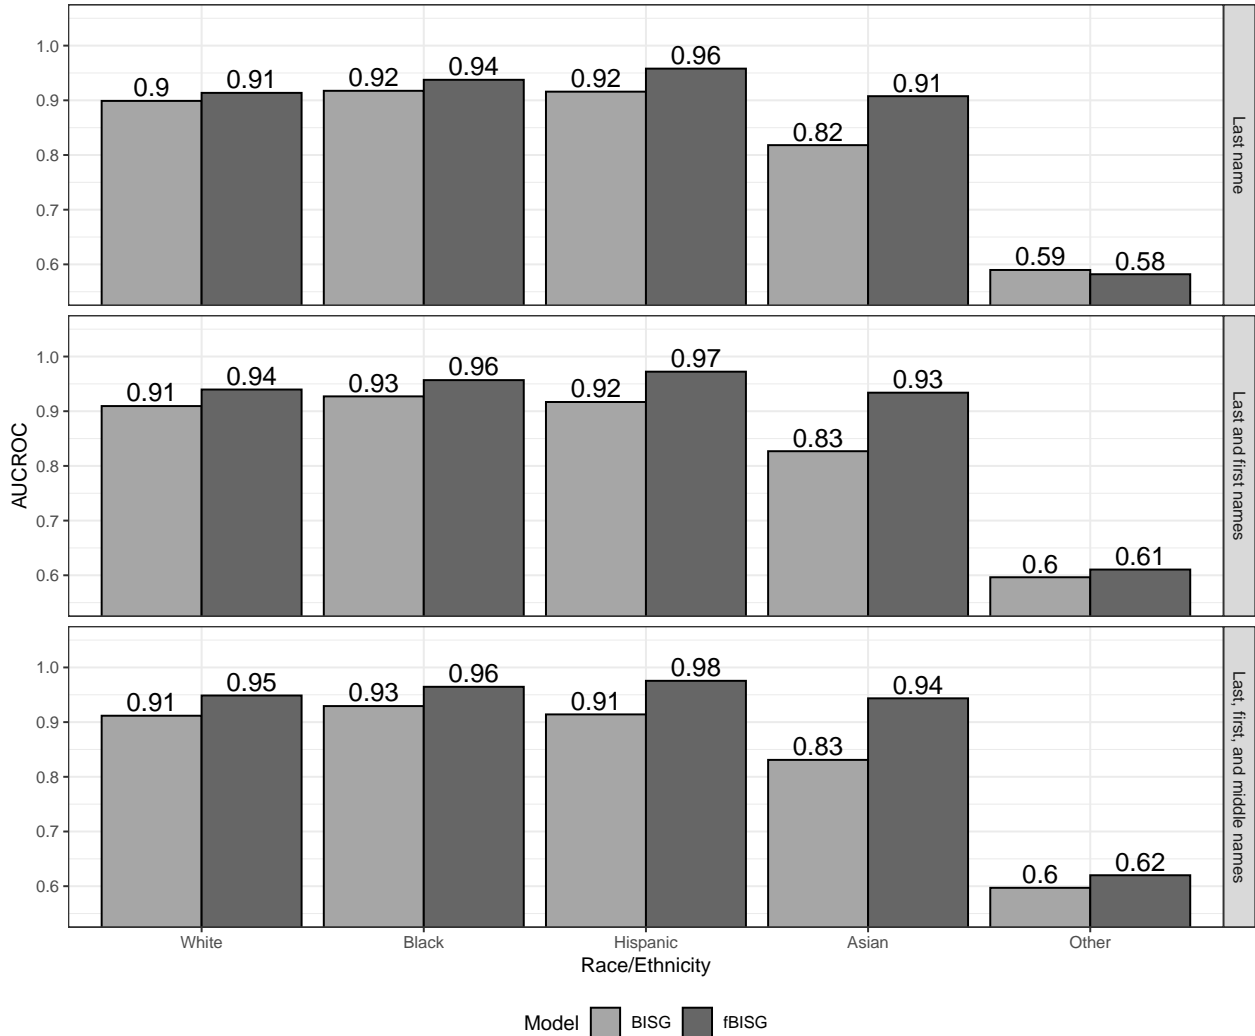 1.0
0.9
0.8
0.7
0.6
0.9 0.91 0.92 0.94 0.92 0.96 0.82 0.91 0.59 0.58
Last name
1.0
0.9
0.8
0.7
0.6
0.91 0.94 0.93 0.96 0.92 0.97 0.83 0.93 0.6 0.61
Last and first names
AUCROC
1.0
0.9
0.8
0.7
0.6
0.91 0.95 0.93 0.96 0.91 0.98 0.83 0.94 0.6 0.62
Last, first, and middle names
White Black Hispanic Asian Other
Race/Ethnicity
Model BISG fBISG